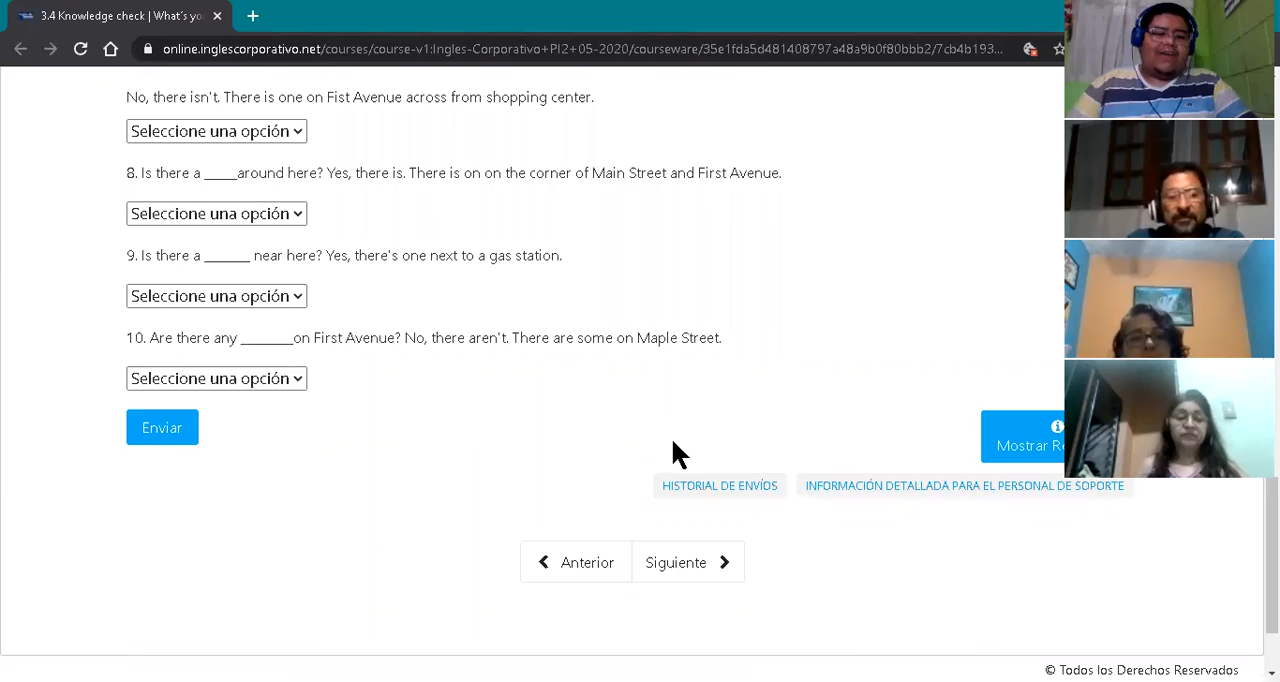 3.4 Knowledge check | What´s yo
online.inglescorporativo.net/courses/course-v1:Ingles-Corporativo+PI2+05-2020/courseware/35e1fda5d481408797a48a9b0f80bbb2/7cb4b193...
No, there isn't. There is one on Fist Avenue across from shopping center.
Seleccione una opción
8. Is there a _____around here? Yes, there is. There is on on the corner of Main Street and First Avenue.
Seleccione una opción
9. Is there a _______ near here? Yes, there's one next to a gas station.
Seleccione una opción
10. Are there any ________on First Avenue? No, there aren't. There are some on Maple Street.
Seleccione una opción
Enviar
Mostrar Re
HISTORIAL DE ENVÍOS
INFORMACIÓN DETALLADA PARA EL PERSONAL DE SOPORTE
Anterior
Siguiente
© Todos los Derechos Reservados